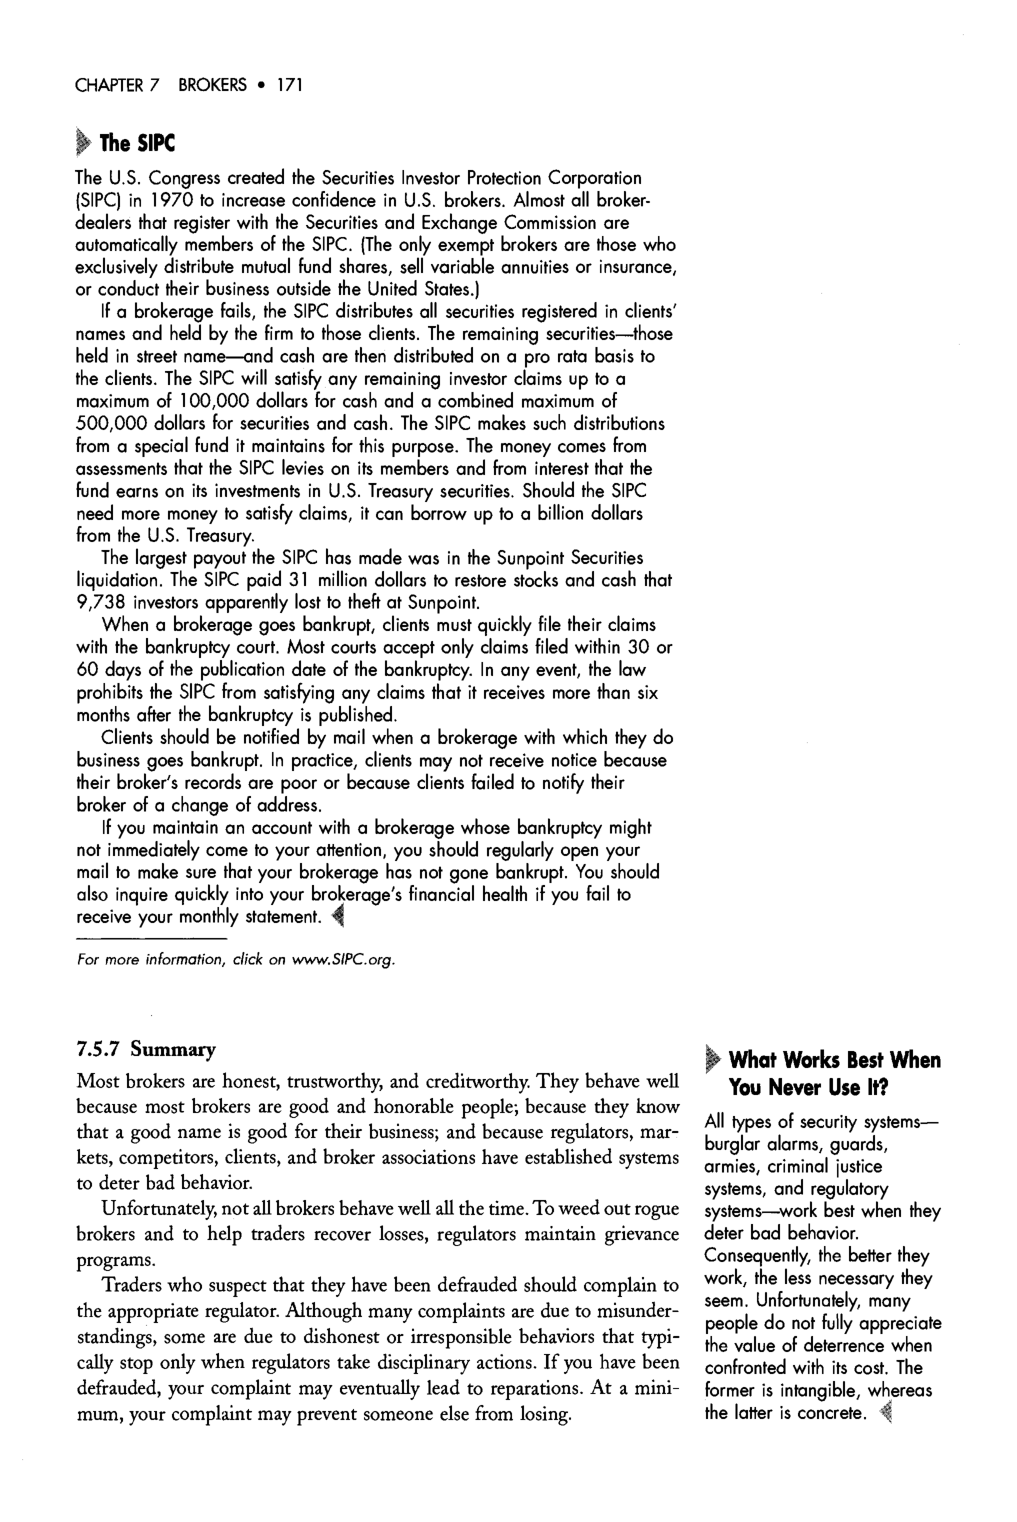 CHAPTER 7 BROKERS • 171
The SIPC
The U.S. Congress created the Securities Investor Protection Corporation
(SIPC) in 1970 to increase confidence in U.S. brokers. Almost all broker-
dealers that register with the Securities and Exchange Commission are
automatically members of the SIPC. (The only exempt brokers are those who
exclusively distribute mutual fund shares, sell variable annuities or insurance,
or conduct their business outside the United States.)
If a brokerage fails, the SIPC distributes all securities registered in clients'
names and held by the firm to those clients. The remaining securities—those
held in street name—and cash are then distributed on a pro rata basis to
the clients. The SIPC will satisfy any remaining investor claims up to a
maximum of 100,000 dollars for cash and a combined maximum of
500,000 dollars for securities and cash. The SIPC makes such distributions
from a special fund it maintains for this purpose. The money comes from
assessments that the SIPC levies on its members and from interest that the
fund earns on its investments in U.S. Treasury securities. Should the SIPC
need more money to satisfy claims, it can borrow up to a billion dollars
from the U.S. Treasury.
The largest payout the SIPC has made was in the Sunpoint Securities
liquidation. The SIPC paid 31 million dollars to restore stocks and cash that
9,738 investors apparently lost to theft at Sunpoint.
When a brokerage goes bankrupt, clients must quickly file their claims
with the bankruptcy court. Most courts accept only claims filed within 30 or
60 days of the publication date of the bankruptcy. In any event, the law
prohibits the SIPC from satisfying any claims that it receives more than six
months after the bankruptcy is published.
Clients should be notified by mail when a brokerage with which they do
business goes bankrupt. In practice, clients may not receive notice because
their broker's records are poor or because clients failed to notify their
broker of a change of address.
If you maintain an account with a brokerage whose bankruptcy might
not immediately come to your attention, you should regularly open your
mail to make sure that your brokerage has not gone bankrupt. You should
also inquire quickly into your brokerage's financial health if you fail to
receive your monthly statement.
For more information, click on www.SIPC.org.
7.5.7 Summary
Most brokers are honest, trustworthy, and creditworthy. They behave well
because most brokers are good and honorable people; because they know
that a good name is good for their business; and because regulators, mar-
kets, competitors, clients, and broker associations have established systems
to deter bad behavior.
Unfortunately, not all brokers behave well all the time. To weed out rogue
brokers and to help traders recover losses, regulators maintain grievance
programs.
Traders who suspect that they have been defrauded should complain to
the appropriate regulator. Although many complaints are due to misunder-
standings, some are due to dishonest or irresponsible behaviors that typi-
cally stop only when regulators take disciplinary actions. If you have been
defrauded, your complaint may eventually lead to reparations. At a mini-
mum, your complaint may prevent someone else from losing.
What Works Best When
You Never Use It?
All types of security systems—
burglar alarms, guards,
armies, criminal justice
systems, and regulatory
systems—work best when they
deter bad behavior.
Consequently, the better they
work, the less necessary they
seem. Unfortunately, many
people do not fully appreciate
the value of deterrence when
confronted with its cost. The
former is intangible, whereas
the latter is concrete.